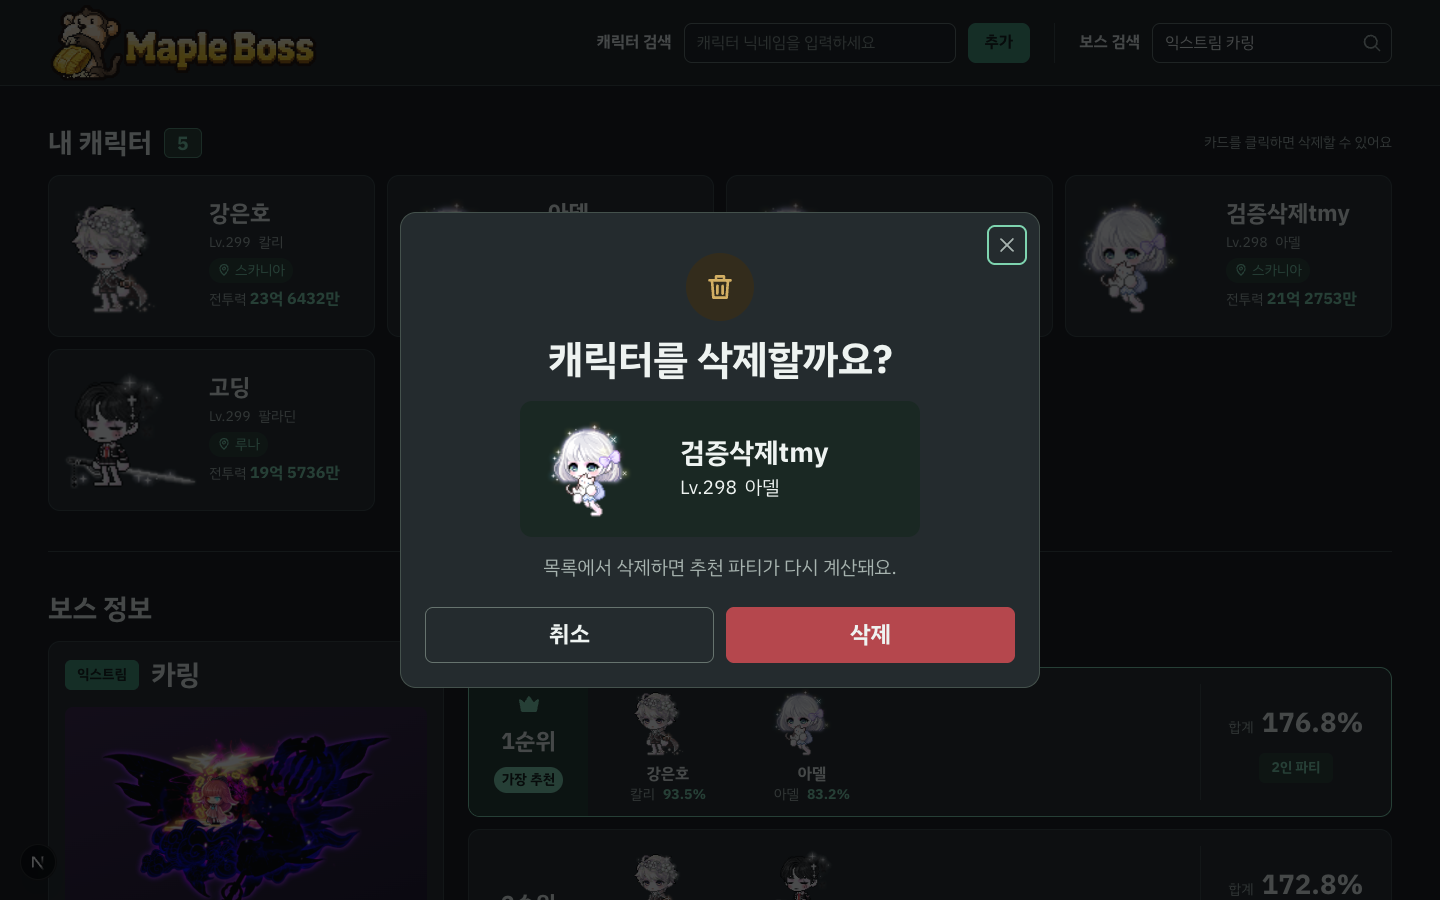 Maple Boss
캐릭터 검색
캐릭터 닉네임을 입력하세요
추가
보스 검색
익스트림 카링
내 캐릭터
5
카드를 클릭하면 삭제할 수 있어요
강은호
Lv.299 칼리
스카니아
전투력 23억 6432만
아델
검증삭제tmy
Lv.298 아델
스카니아
전투력 21억 2753만
고딩
Lv.299 팔라딘
루나
전투력 19억 5736만
캐릭터를 삭제할까요?
검증삭제tmy
Lv.298 아델
목록에서 삭제하면 추천 파티가 다시 계산돼요.
취소
삭제
보스 정보
익스트림
카링
1순위
가장 추천
강은호
칼리 93.5%
아델
아델 83.2%
합계 176.8%
2인 파티
합계 172.8%
N